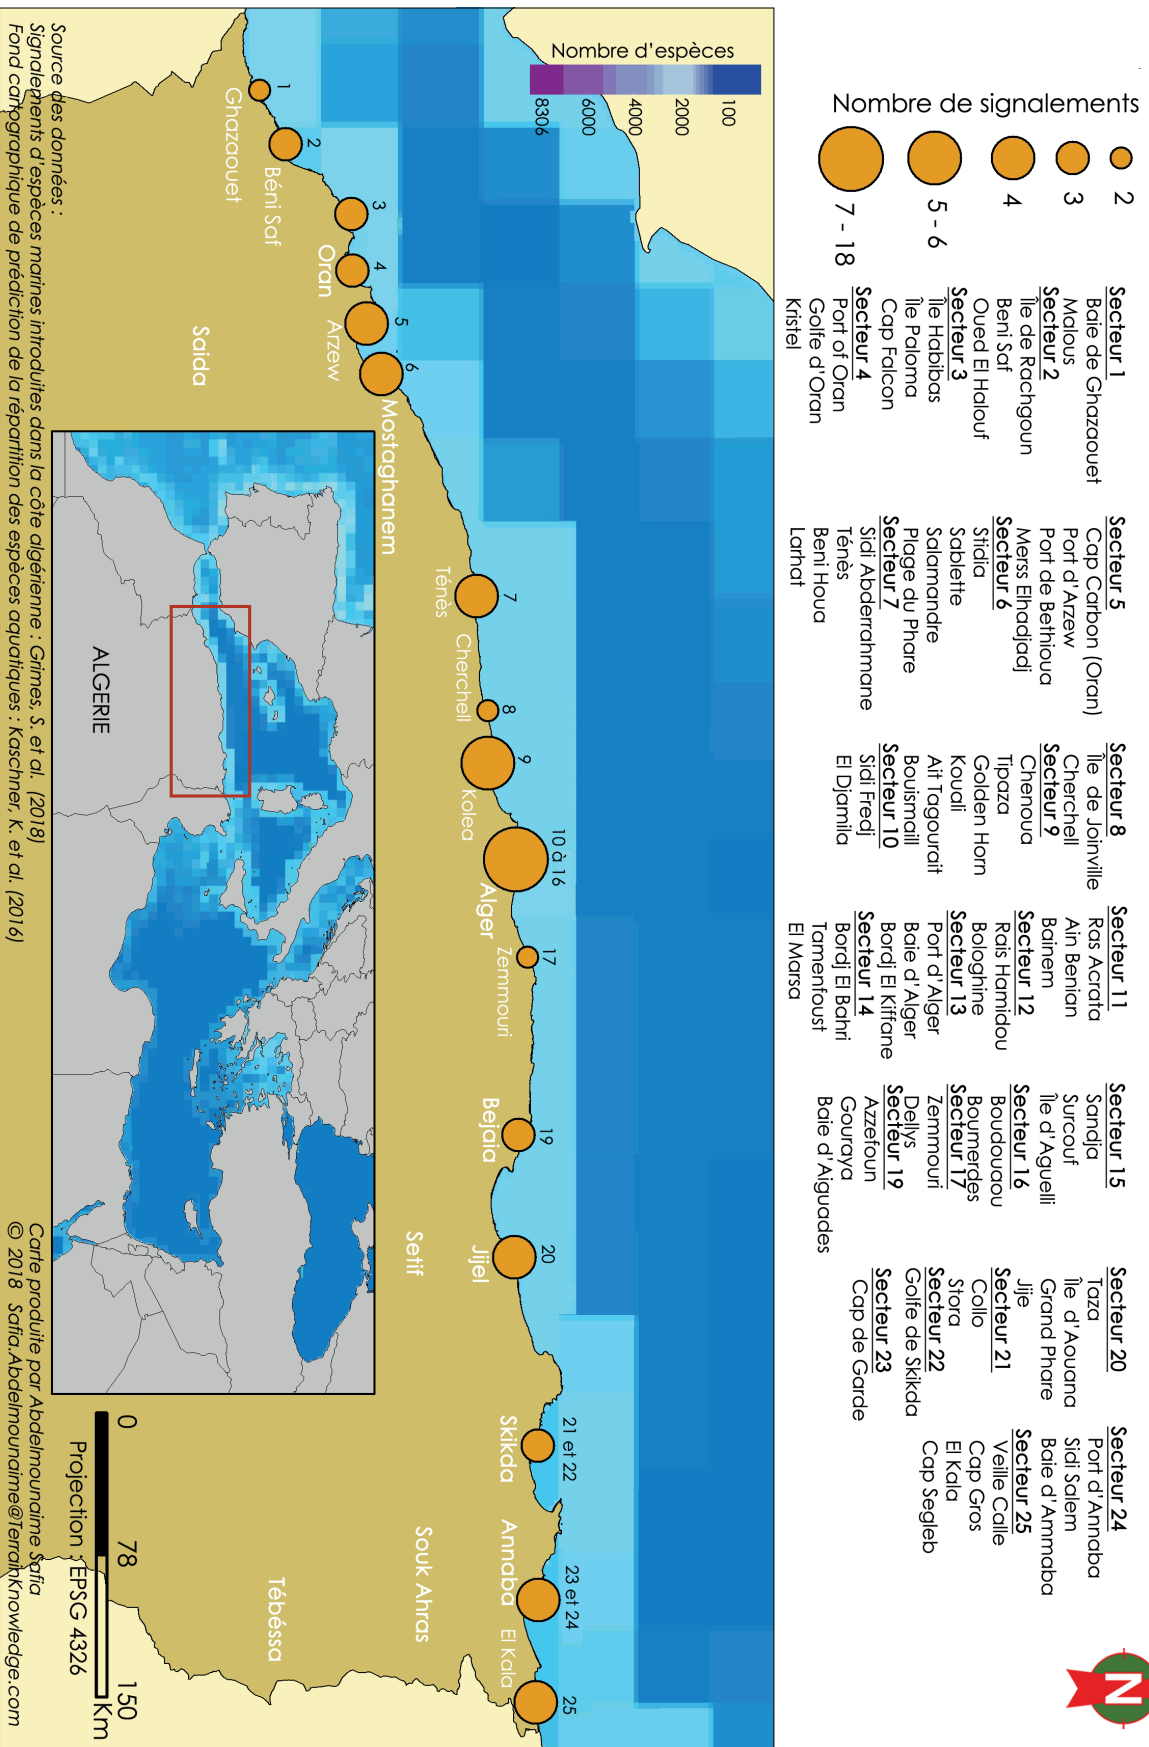 Nombre de signalements
2
3
4
5 - 6
7 - 18
Secteur 1
Baie de Ghazaouet
Malous
Secteur 2
Île de Rachgoun
Beni Saf
Oued El Halouf
Secteur 3
Île Habibas
Île Paloma
Cap Falcon
Secteur 4
Port of Oran
Golfe d'Oran
Kristel
Secteur 5
Cap Carbon (Oran)
Port d'Arzew
Port de Bethioua
Merss Elhadjadj
Secteur 6
Stidia
Sablette
Salamandre
Plage du Phare
Secteur 7
Sidi Abderrahmane
Ténès
Beni Houa
Larhat
Secteur 8
Île de Joinville
Cherchell
Secteur 9
Chenoua
Tipaza
Golden Horn
Kouali
Ait Tagourait
Bouismaill
Secteur 10
Sidi Fredj
El Djamila
Secteur 11
Ras Acrata
Ain Benian
Bainem
Secteur 12
Rais Hamidou
Bologhine
Secteur 13
Port d'Alger
Baie d'Alger
Bordj El Kiffane
Secteur 14
Bordj El Bahri
Tamenfoust
El Marsa
Secteur 15
Sandja
Surcouf
Île d'Aguelli
Secteur 16
Boudouaou
Boumerdes
Secteur 17
Zemmouri
Dellys
Secteur 19
Azzefoun
Gouraya
Baie d'Aiguades
Secteur 20
Taza
Île d'Aouana
Grand Phare
Jije
Secteur 21
Collo
Stora
Secteur 22
Golfe de Skikda
Secteur 23
Cap de Garde
Secteur 24
Port d'Annaba
Sidi Salem
Baie d'Ammaba
Secteur 25
Veille Calle
Cap Gros
El Kala
Cap Segleb
N
Nombre d'espèces
8306
6000
4000
2000
100
1
Ghazaouet
2
Béni Saf
3
4
Oran
5
Arzew
6
Mostaghanem
7
Ténès
8
Cherchell
9
Kolea
10 à 16
Alger
17
Zemmouri
19
Bejaia
20
Jijel
21 et 22
Skikda
23 et 24
Annaba
25
El Kala
Saida
Setif
Souk Ahras
Tébéssa
ALGERIE
0
78
150
Km
Projection : EPSG 4326
Source des données :
Signalements d'espèces marines introduites dans la côte algérienne : Grimes, S. et al. (2018)
Fond cartographique de prédiction de la répartition des espèces aquatiques : Kaschner, K. et al. (2016)
Carte produite par Abdelmounaime Safia
© 2018 Safia.Abdelmounaime@TerrainKnowledge.com